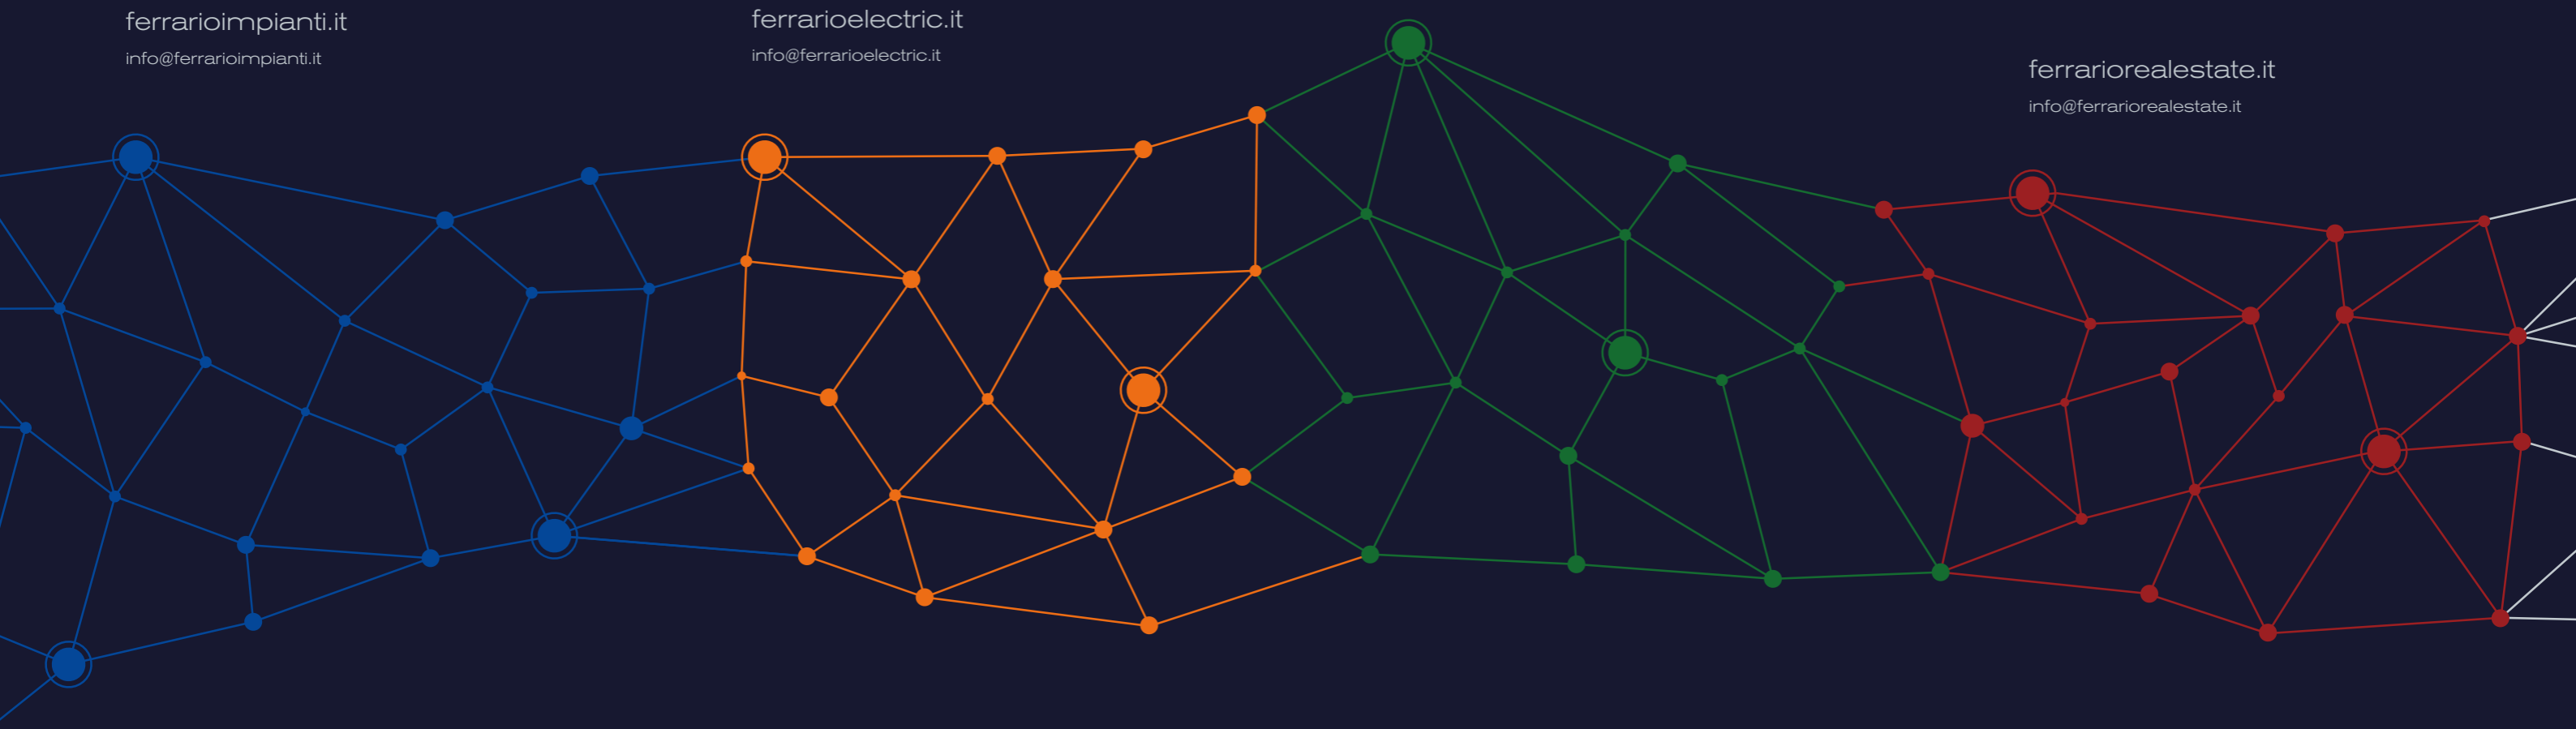 ferrarioimpianti.it
info@ferrarioimpianti.it
ferrarioelectric.it
info@ferrarioelectric.it
ferrariorealestate.it
info@ferrariorealestate.it